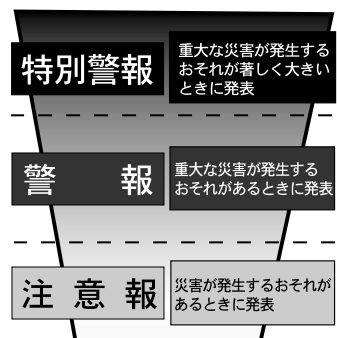 特別警報
重大な災害が発生する
おそれが著しく大きい
ときに発表
警 報
重大な災害が発生する
おそれがあるときに発表
注意報
災害が発生するおそれが
あるときに発表